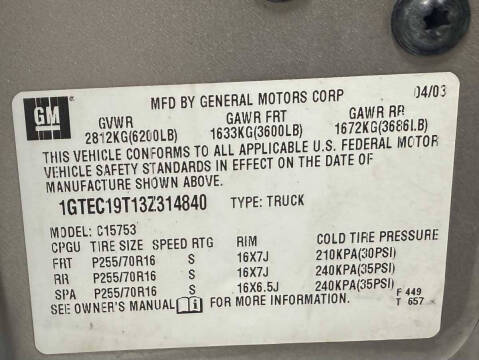 MFD BY GENERAL MOTORS CORP 04/03
GM
GVWR GAWR FRT GAWR RR
2812KG(6200LB) 1633KG(3600LB) 1672KG(3686LB)
THIS VEHICLE CONFORMS TO ALL APPLICABLE U.S. FEDERAL MOTOR
VEHICLE SAFETY STANDARDS IN EFFECT ON THE DATE OF
MANUFACTURE SHOWN ABOVE.
1GTEC19T13Z314840 TYPE: TRUCK
MODEL: C15753
CPGU TIRE SIZE SPEED RTG RIM COLD TIRE PRESSURE
FRT P255/70R16 S 16X7J 210KPA(30PSI)
RR P255/70R16 S 16X7J 240KPA(35PSI)
SPA P255/70R16 S 16X6.5J 240KPA(35PSI)
SEE OWNER'S MANUAL FOR MORE INFORMATION.
F 449
T 657